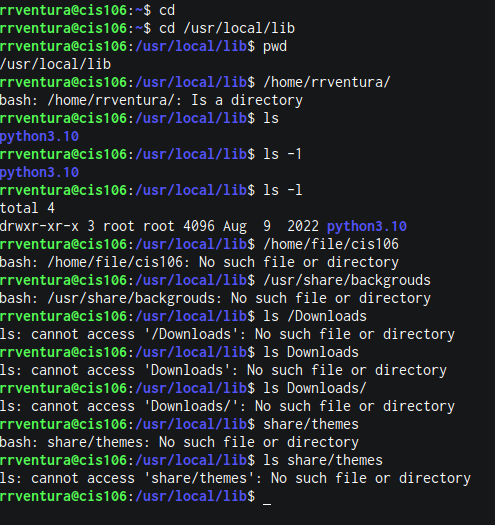 rrventura@cis106:~$ cd
rrventura@cis106:~$ cd /usr/local/lib
rrventura@cis106:/usr/local/lib$ pwd
/usr/local/lib
rrventura@cis106:/usr/local/lib$ /home/rrventura/
bash: /home/rrventura/: Is a directory
rrventura@cis106:/usr/local/lib$ ls
python3.10
rrventura@cis106:/usr/local/lib$ ls -1
python3.10
rrventura@cis106:/usr/local/lib$ ls -l
total 4
drwxr-xr-x 3 root root 4096 Aug  9  2022 python3.10
rrventura@cis106:/usr/local/lib$ /home/file/cis106
bash: /home/file/cis106: No such file or directory
rrventura@cis106:/usr/local/lib$ /usr/share/backgrouds
bash: /usr/share/backgrouds: No such file or directory
rrventura@cis106:/usr/local/lib$ ls /Downloads
ls: cannot access '/Downloads': No such file or directory
rrventura@cis106:/usr/local/lib$ ls Downloads
ls: cannot access 'Downloads': No such file or directory
rrventura@cis106:/usr/local/lib$ ls Downloads/
ls: cannot access 'Downloads/': No such file or directory
rrventura@cis106:/usr/local/lib$ share/themes
bash: share/themes: No such file or directory
rrventura@cis106:/usr/local/lib$ ls share/themes
ls: cannot access 'share/themes': No such file or directory
rrventura@cis106:/usr/local/lib$ _